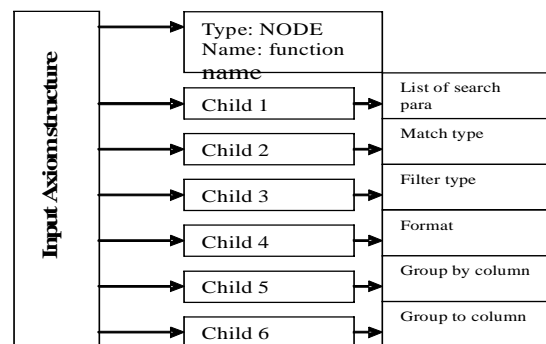 Input Axiom structure
Type: NODE
Name: function
name
Child 1
List of search
para
Child 2
Match type
Child 3
Filter type
Child 4
Format
Child 5
Group by column
Child 6
Group to column